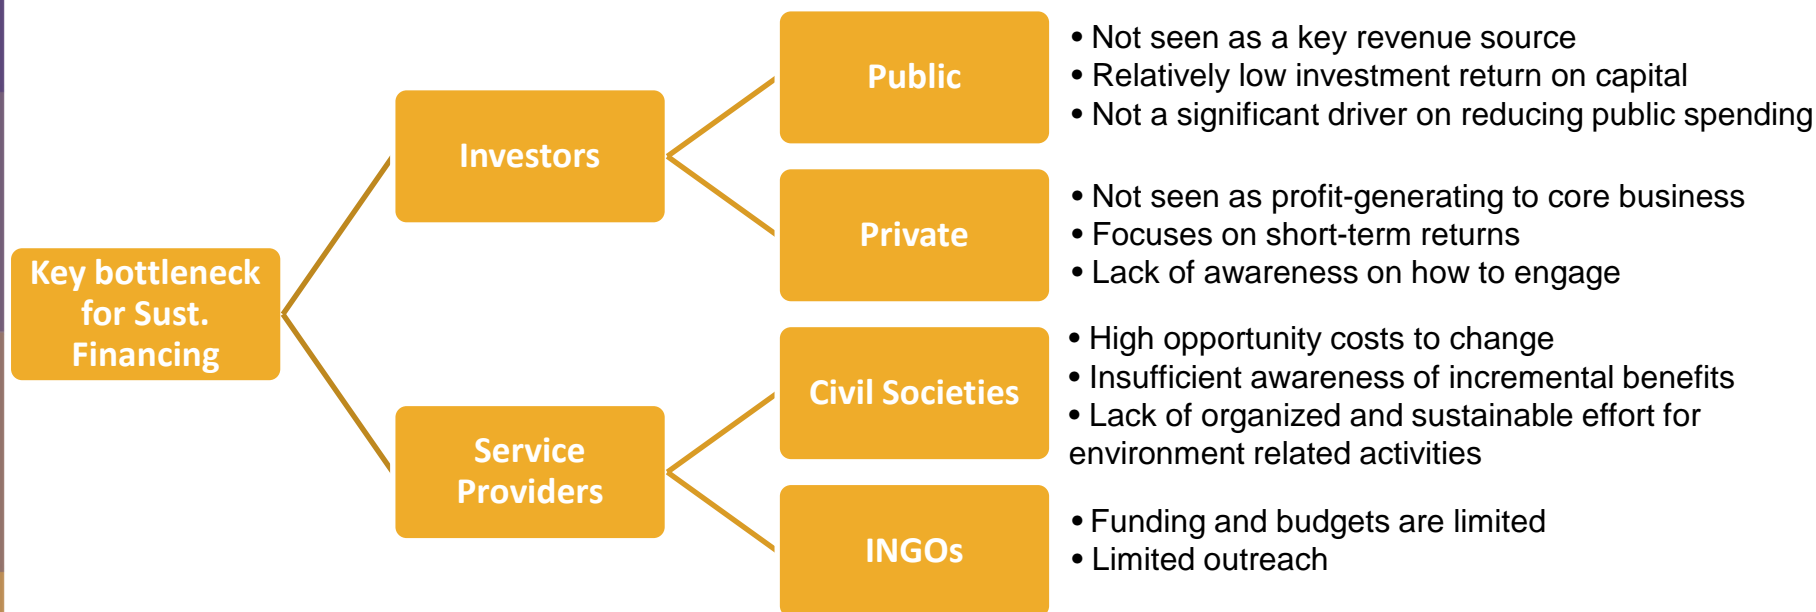 Key bottleneck
for Sust.
Financing
Investors
Public
• Not seen as a key revenue source
• Relatively low investment return on capital
• Not a significant driver on reducing public spending
Private
• Not seen as profit-generating to core business
• Focuses on short-term returns
• Lack of awareness on how to engage
Service
Providers
Civil Societies
• High opportunity costs to change
• Insufficient awareness of incremental benefits
• Lack of organized and sustainable effort for
environment related activities
INGOs
• Funding and budgets are limited
• Limited outreach